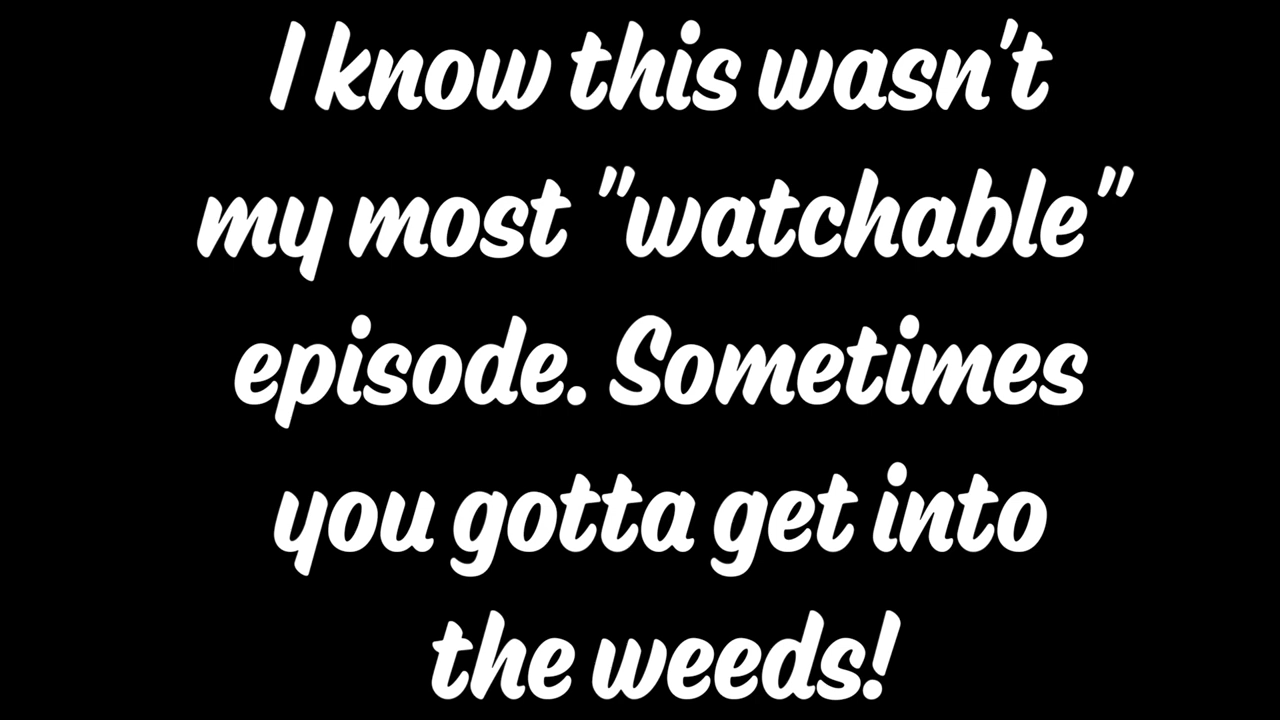 I know this wasn't
my most "watchable"
episode. Sometimes
you gotta get into
the weeds!